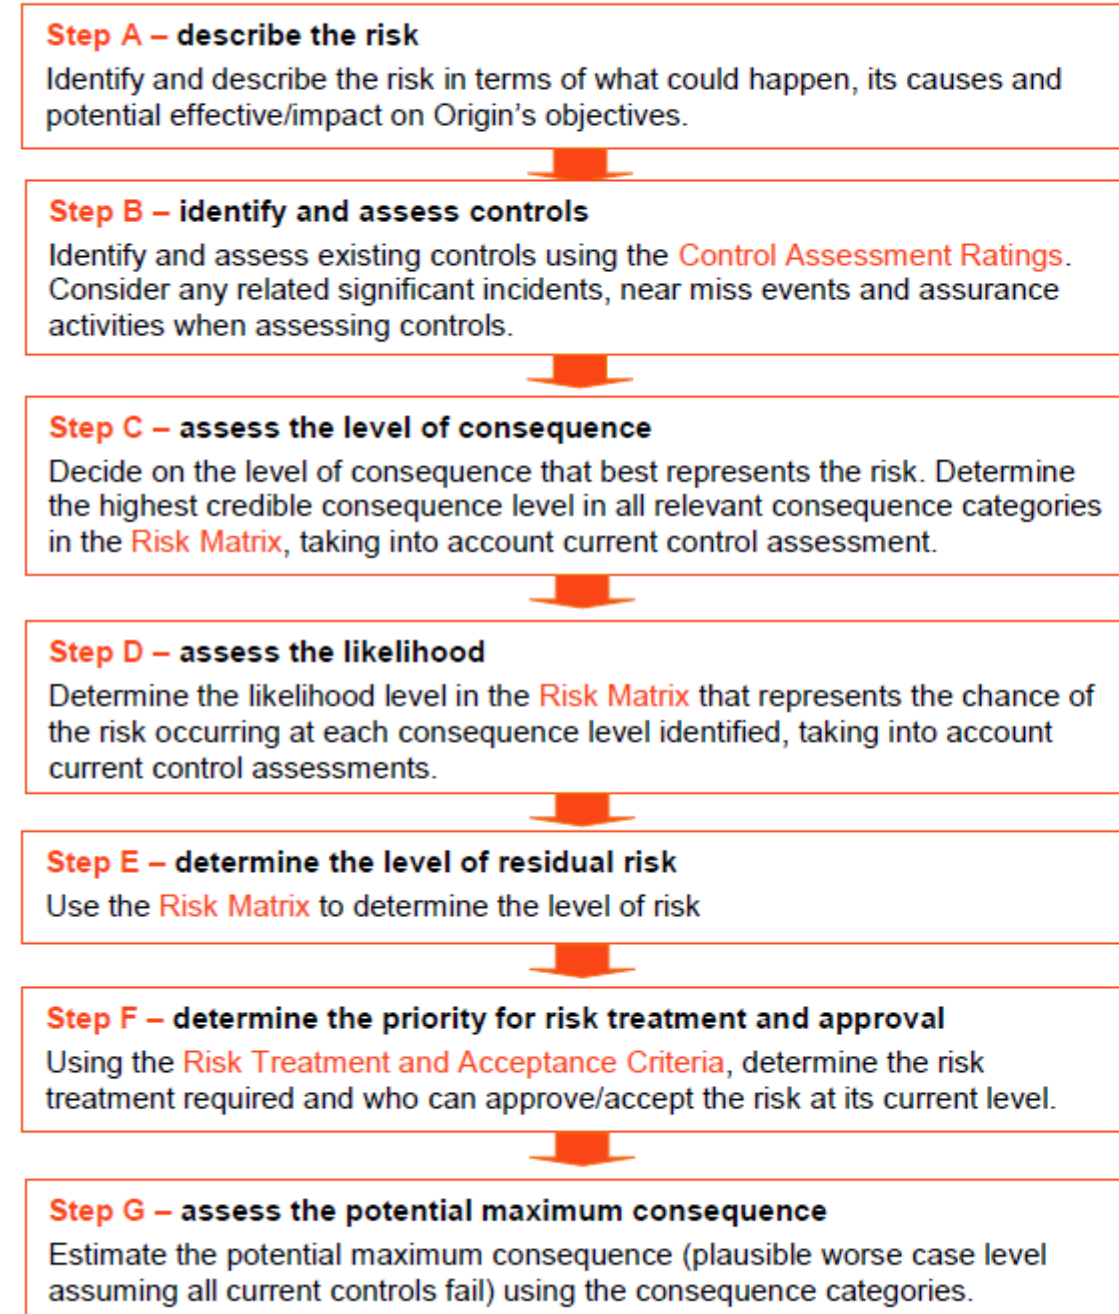 Step A – describe the risk
Identify and describe the risk in terms of what could happen, its causes and
potential effective/impact on Origin's objectives.
Step B – identify and assess controls
Identify and assess existing controls using the Control Assessment Ratings.
Consider any related significant incidents, near miss events and assurance
activities when assessing controls.
Step C – assess the level of consequence
Decide on the level of consequence that best represents the risk. Determine
the highest credible consequence level in all relevant consequence categories
in the Risk Matrix, taking into account current control assessment.
Step D – assess the likelihood
Determine the likelihood level in the Risk Matrix that represents the chance of
the risk occurring at each consequence level identified, taking into account
current control assessments.
Step E – determine the level of residual risk
Use the Risk Matrix to determine the level of risk
Step F – determine the priority for risk treatment and approval
Using the Risk Treatment and Acceptance Criteria, determine the risk
treatment required and who can approve/accept the risk at its current level.
Step G – assess the potential maximum consequence
Estimate the potential maximum consequence (plausible worse case level
assuming all current controls fail) using the consequence categories.